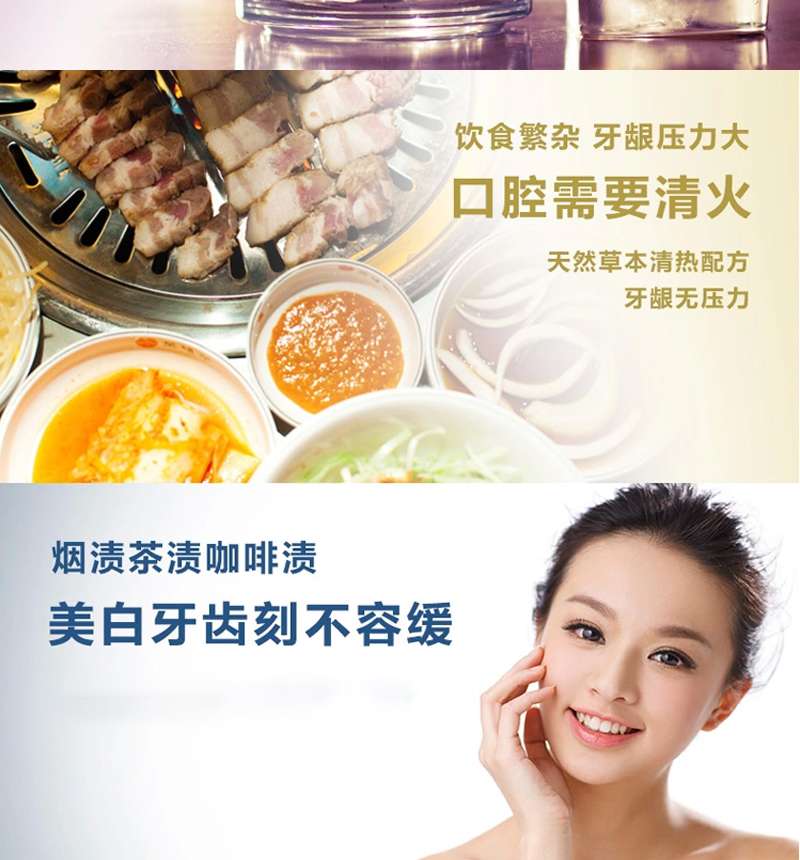 饮食繁杂 牙龈压力大
口腔需要清火
天然草本清热配方
牙龈无压力
烟渍茶渍咖啡渍
美白牙齿刻不容缓